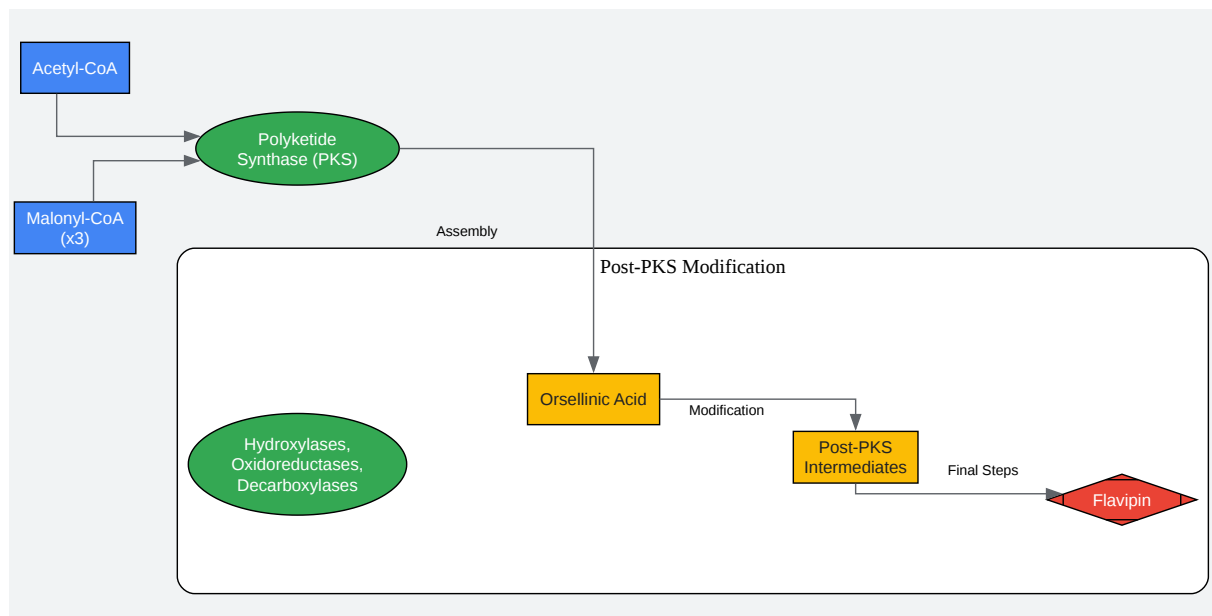 Acetyl-CoA
Polyketide
Synthase (PKS)
Malonyl-CoA
(x3)
Assembly
Post-PKS Modification
Orsellinic Acid
Modification
Hydroxylases,
Oxidoreductases,
Decarboxylases
Post-PKS
Intermediates
Final Steps
Flavipin